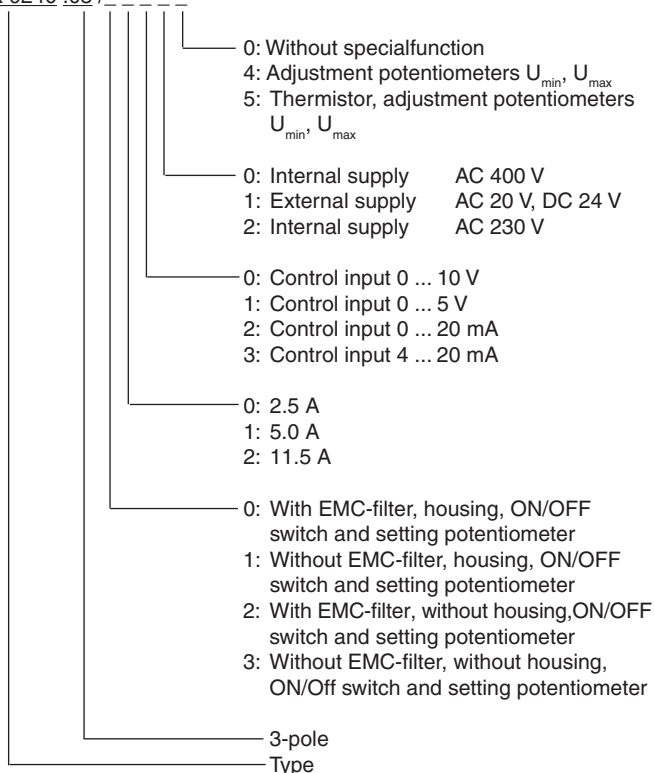 0: Without specialfunction
4: Adjustment potentiometers Umin, Umax
5: Thermistor, adjustment potentiometers
Umin, Umax
0: Internal supply AC 400 V
1: External supply AC 20 V, DC 24 V
2: Internal supply AC 230 V
0: Control input 0 ... 10 V
1: Control input 0 ... 5 V
2: Control input 0 ... 20 mA
3: Control input 4 ... 20 mA
0: 2.5 A
1: 5.0 A
2: 11.5 A
0: With EMC-filter, housing, ON/OFF
switch and setting potentiometer
1: Without EMC-filter, housing, ON/OFF
switch and setting potentiometer
2: With EMC-filter, without housing,ON/OFF
switch and setting potentiometer
3: Without EMC-filter, without housing,
ON/Off switch and setting potentiometer
3-pole
Type